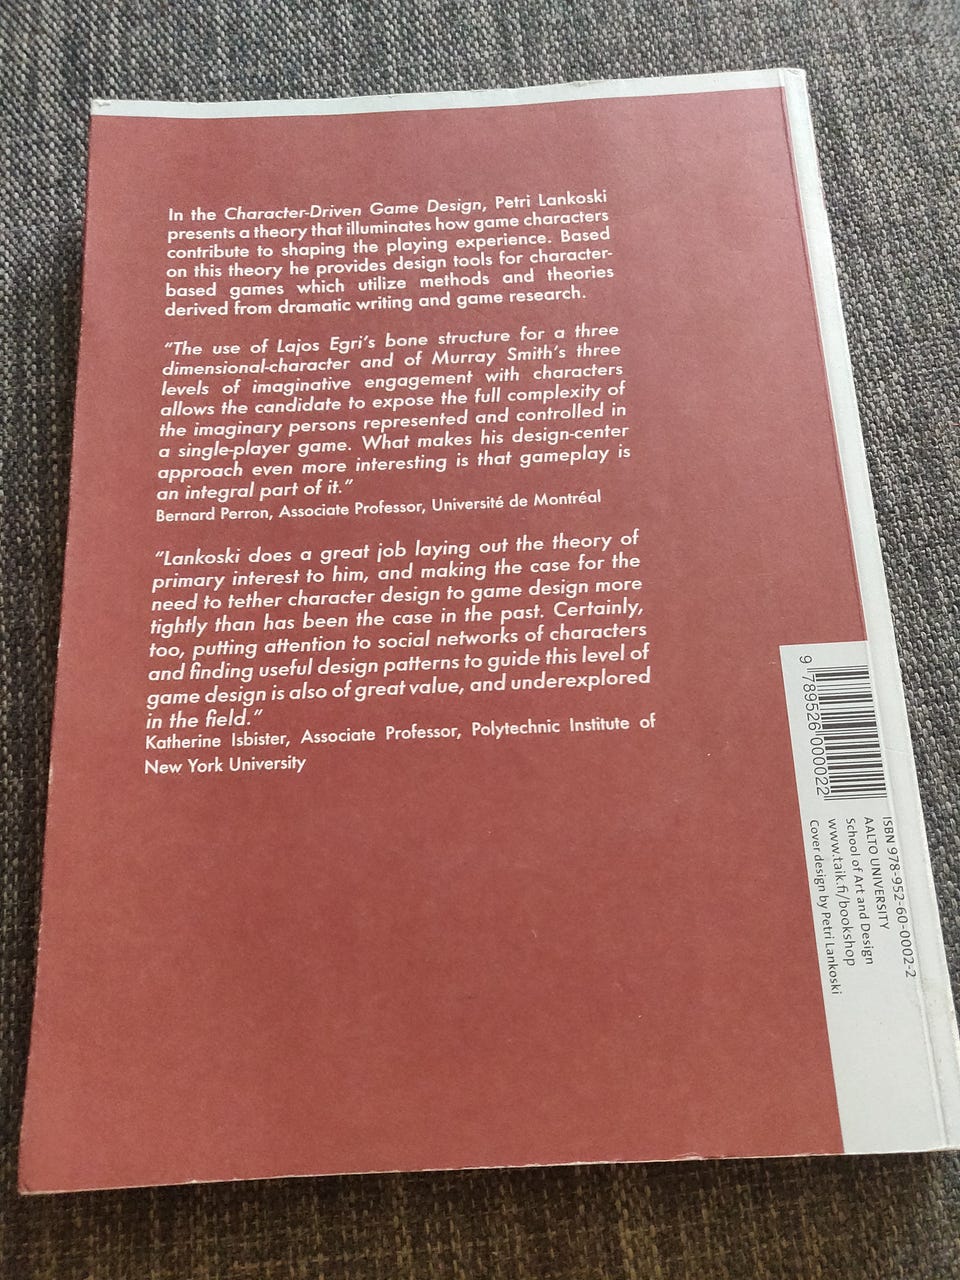 In the Character-Driven Game Design, Petri Lankoski
presents a theory that illuminates how game characters
contribute to shaping the playing experience. Based
on this theory he provides design tools for character-
based games which utilize methods and theories
derived from dramatic writing and game research.
“The use of Lajos Egri’s bone structure for a three
dimensional-character and of Murray Smith’s three
levels of imaginative engagement with characters
allows the candidate to expose the full complexity of
the imaginary persons represented and controlled in
a single-player game. What makes his design-center
approach even more interesting is that gameplay is
an integral part of it.”
Bernard Perron, Associate Professor, Université de Montréal
“Lankoski does a great job laying out the theory of
primary interest to him, and making the case for the
need to tether character design to game design more
tightly than has been the case in the past. Certainly,
too, putting attention to social networks of characters
and finding useful design patterns to guide this level of
game design is also of great value, and underexplored
in the field.”
Katherine Isbister, Associate Professor, Polytechnic Institute of
New York University
9 789526 000022
ISBN 978-952-60-0002-2
AALTO UNIVERSITY
School of Art and Design
www.taik.fi/bookshop
Cover design by Petri Lankoski